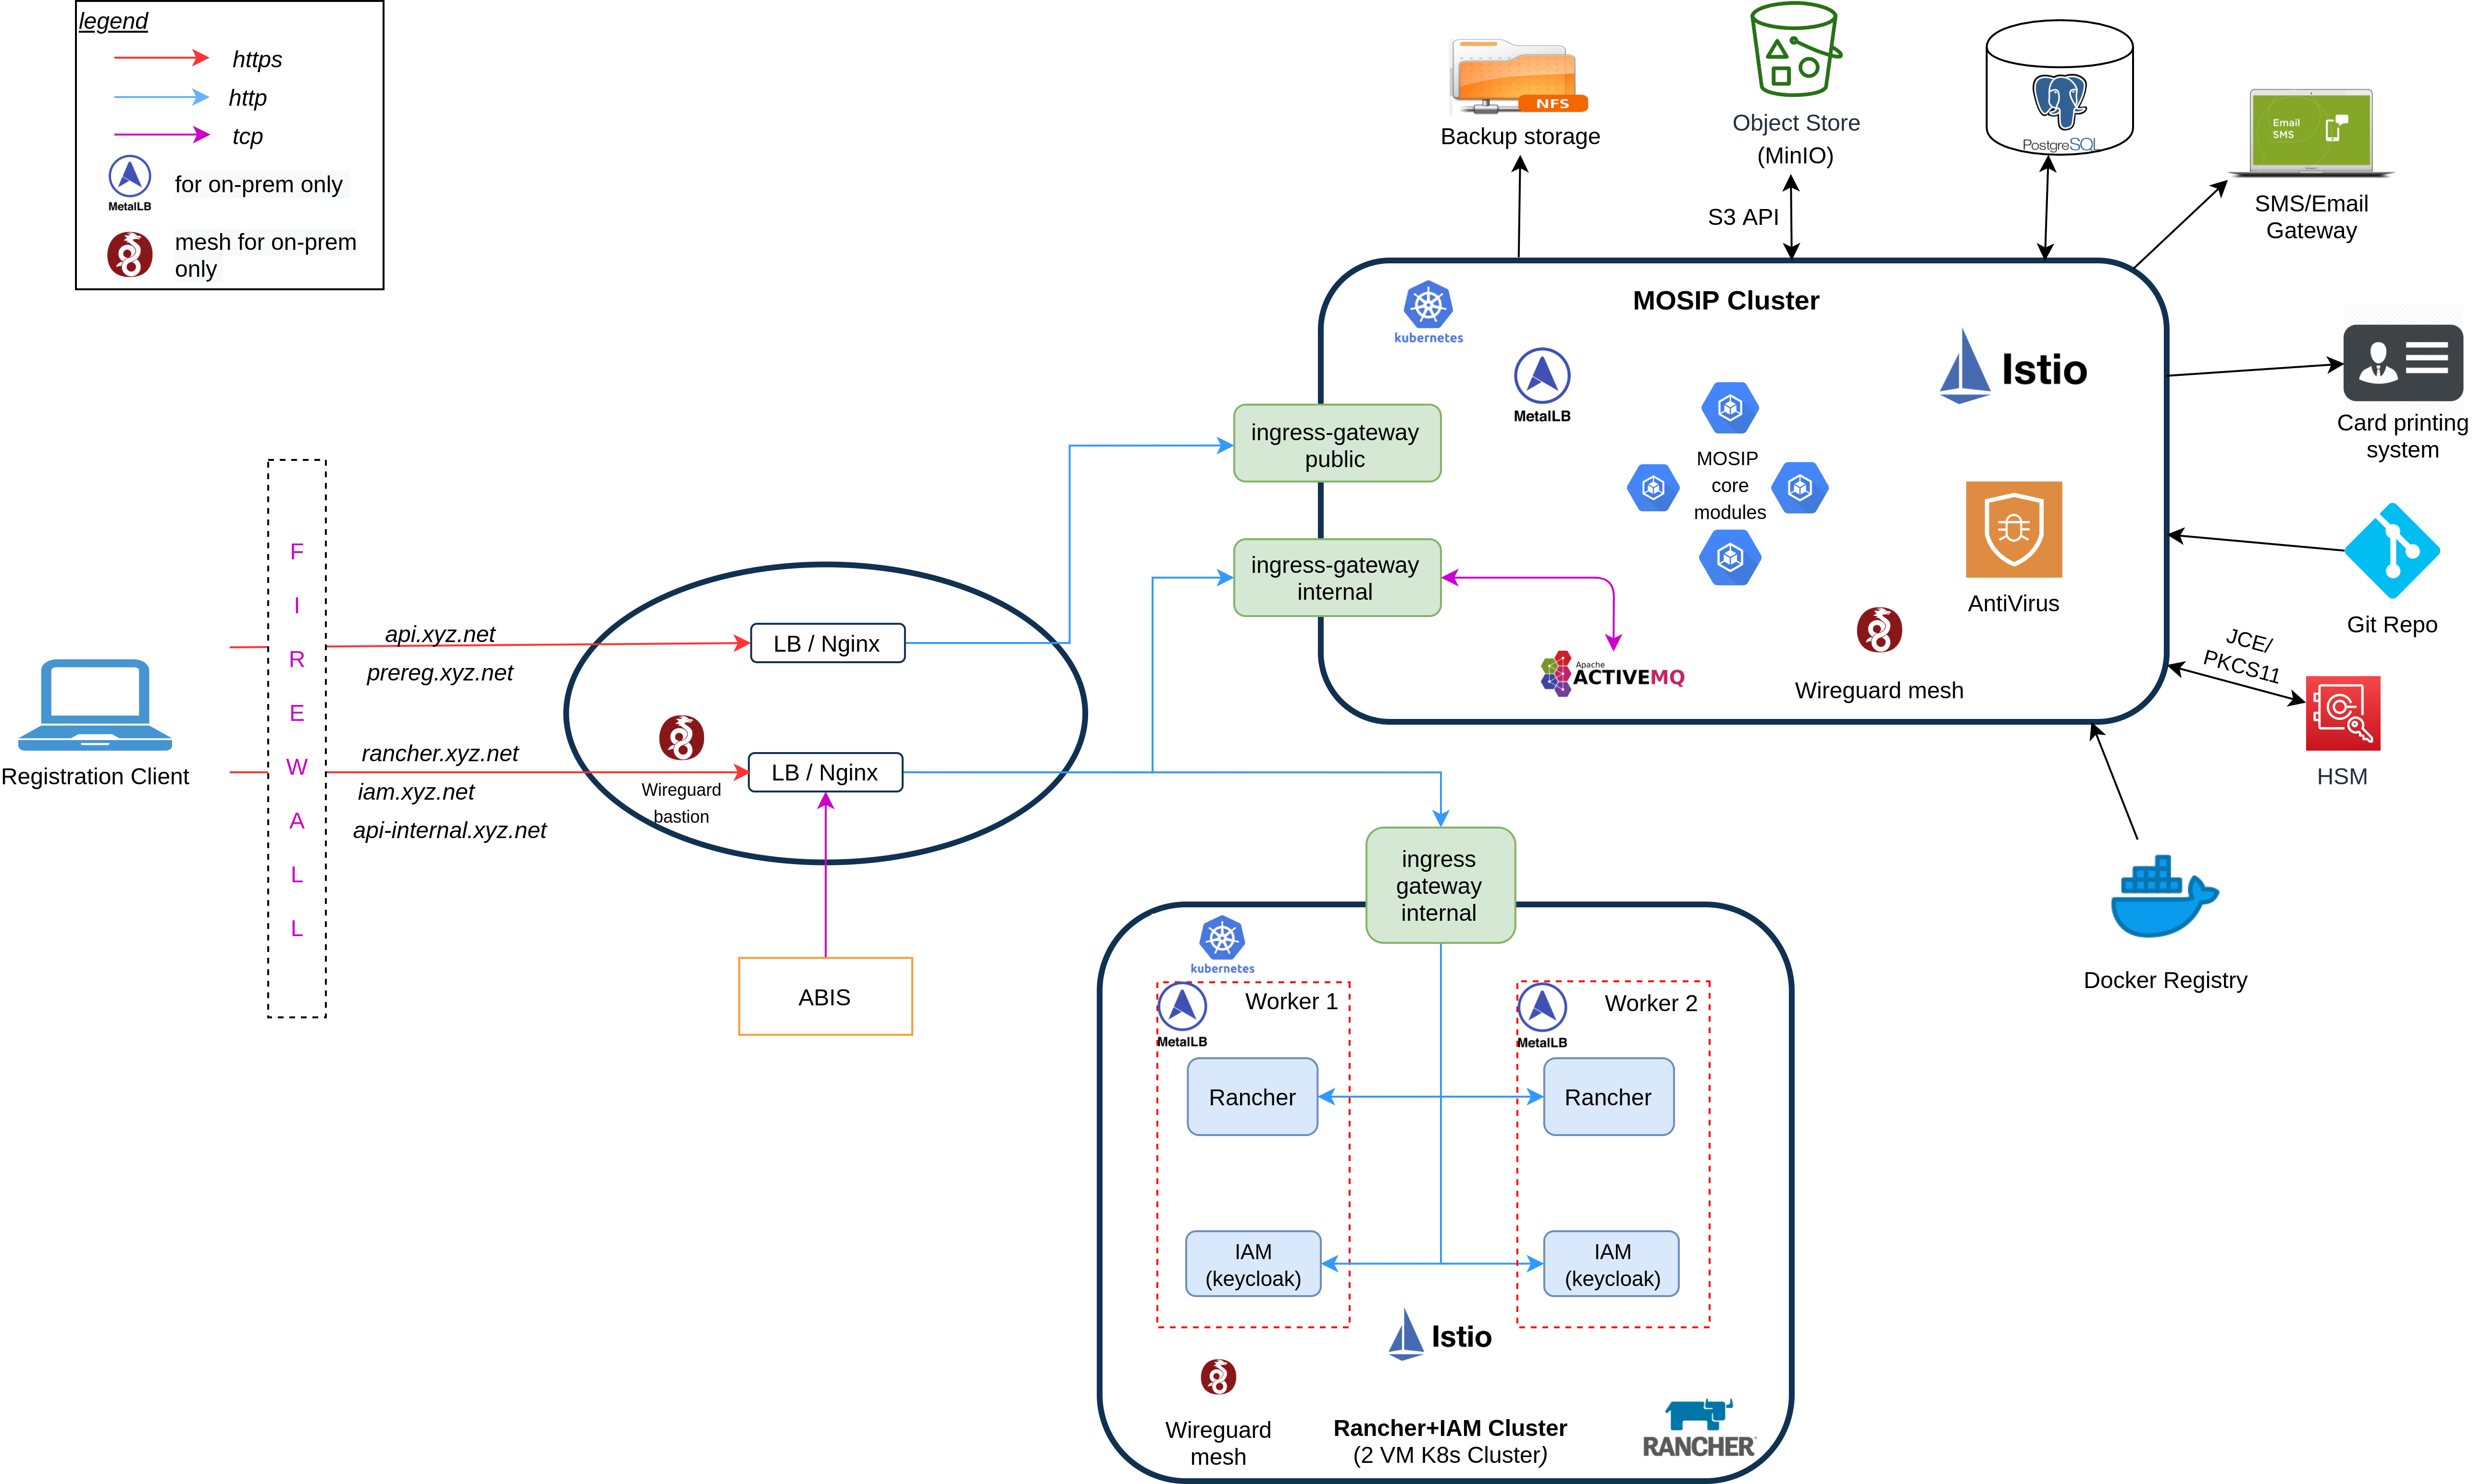 legend
https
http
tcp
MetalLB
for on-prem only
mesh for on-prem
only
NFS
Backup storage
Object Store
(MinIO)
S3 API
PostgreSQL
Email
SMS
SMS/Email
Gateway
MOSIP Cluster
kubernetes
MetalLB
Istio
Card printing
system
ingress-gateway
public
MOSIP
core
modules
ingress-gateway
internal
AntiVirus
Git Repo
Apache
ACTIVEMQ
Wireguard mesh
JCE/
PKCS11
HSM
F
I
R
E
W
A
L
L
Registration Client
api.xyz.net
prereg.xyz.net
rancher.xyz.net
iam.xyz.net
api-internal.xyz.net
LB / Nginx
LB / Nginx
Wireguard
bastion
ABIS
ingress
gateway
internal
Docker Registry
kubernetes
MetalLB
Worker 1
MetalLB
Worker 2
Rancher
Rancher
IAM
(keycloak)
IAM
(keycloak)
Istio
Wireguard
mesh
Rancher+IAM Cluster
(2 VM K8s Cluster)
RANCHER